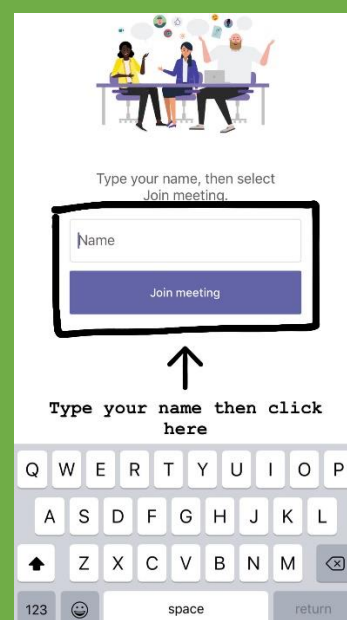 Type your name, then select
Join meeting.
Name
Join meeting
Type your name then click
here
Q W E R T Y U I O P
A S D F G H J K L
Z X C V B N M
123 space return